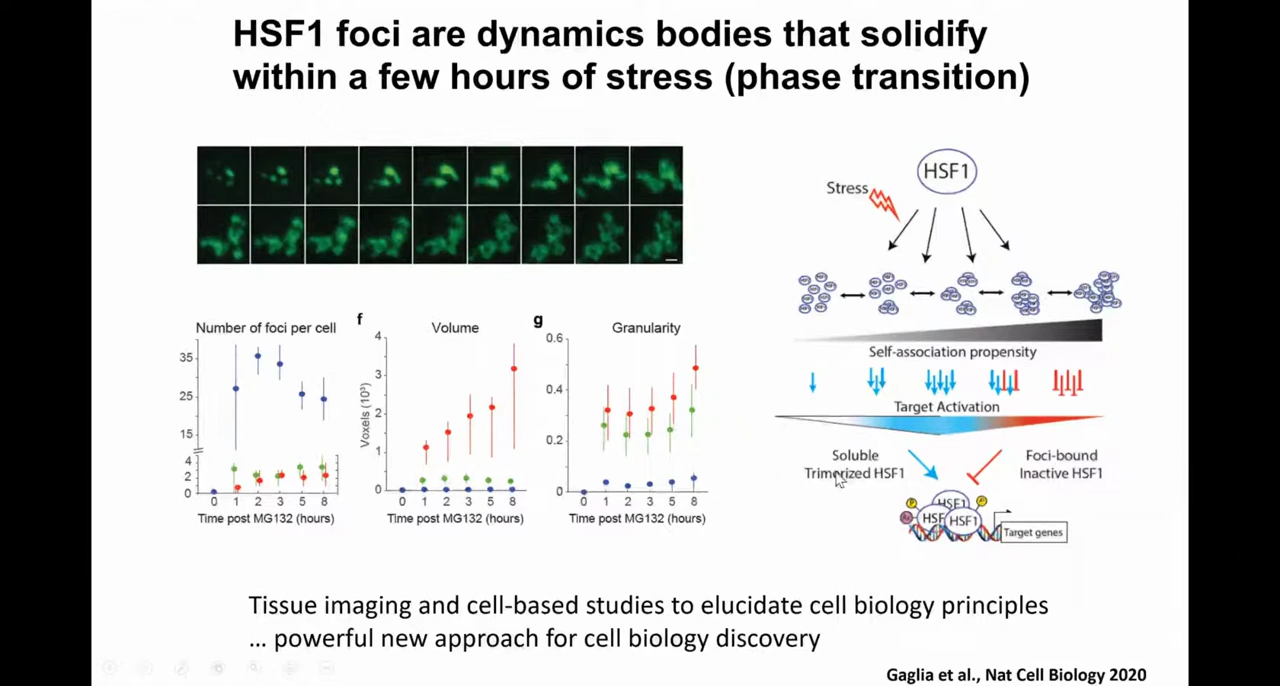 HSF1 foci are dynamics bodies that solidify
within a few hours of stress (phase transition)
HSF1
Stress
Self-association propensity
Target Activation
Soluble
Trimerized HSF1
Foci-bound
Inactive HSF1
HSF1
HSF
HSF1
P
P
Target genes
Number of foci per cell
35
25
15
4
2
0
0 1 2 3 5 8
Time post MG132 (hours)
f
Volume
Voxels (10³)
4
3
2
1
0
0 1 2 3 5 8
Time post MG132 (hours)
g
Granularity
0.6
0.4
0.2
0
0 1 2 3 5 8
Time post MG132 (hours)
Tissue imaging and cell-based studies to elucidate cell biology principles
... powerful new approach for cell biology discovery
Gaglia et al., Nat Cell Biology 2020